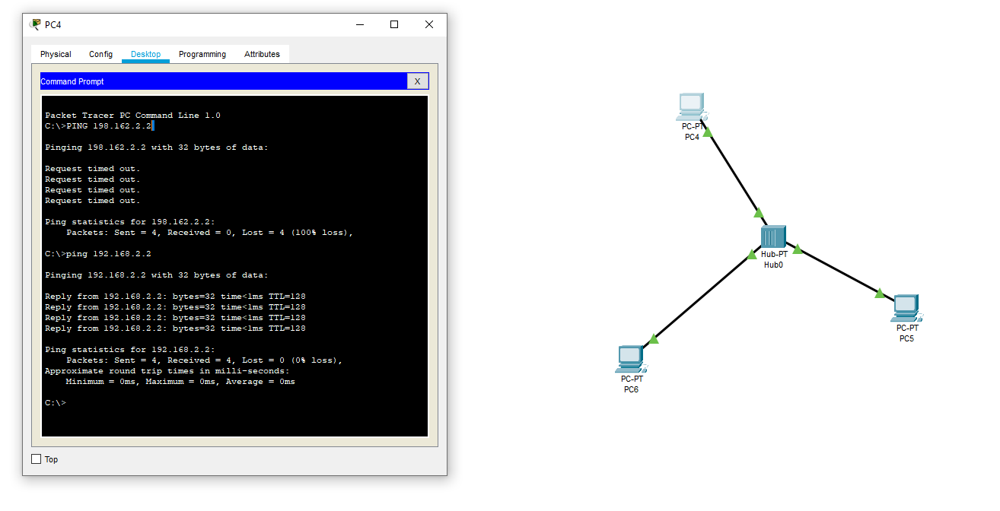 PC4
Physical Config Desktop Programming Attributes
Command Prompt X
Packet Tracer PC Command Line 1.0
C:\>PING 198.162.2.2
Pinging 198.162.2.2 with 32 bytes of data:
Request timed out.
Request timed out.
Request timed out.
Request timed out.
Ping statistics for 198.162.2.2:
Packets: Sent = 4, Received = 0, Lost = 4 (100% loss),
C:\>ping 192.168.2.2
Pinging 192.168.2.2 with 32 bytes of data:
Reply from 192.168.2.2: bytes=32 time<1ms TTL=128
Reply from 192.168.2.2: bytes=32 time<1ms TTL=128
Reply from 192.168.2.2: bytes=32 time<1ms TTL=128
Reply from 192.168.2.2: bytes=32 time<1ms TTL=128
Ping statistics for 192.168.2.2:
Packets: Sent = 4, Received = 4, Lost = 0 (0% loss),
Approximate round trip times in milli-seconds:
Minimum = 0ms, Maximum = 0ms, Average = 0ms
C:\>
Top
PC-PT
PC4
Hub-PT
Hub0
PC-PT
PC5
PC-PT
PC6